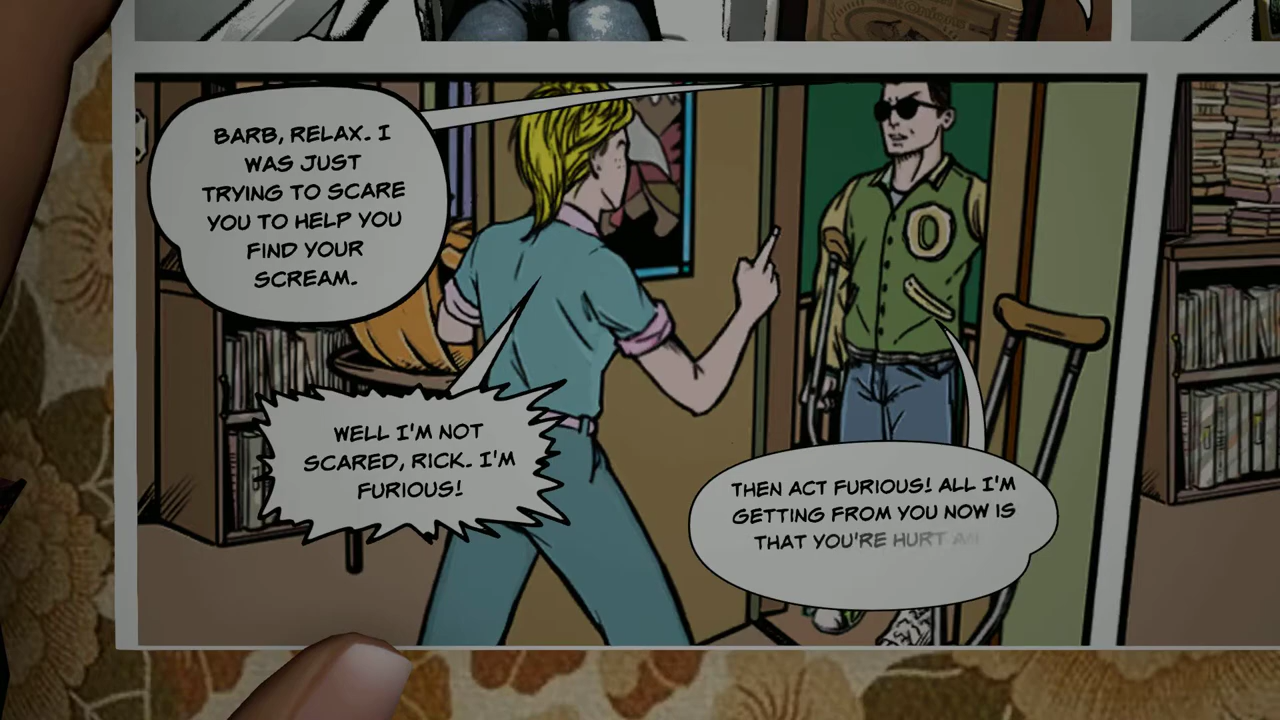 BARB, RELAX. I
WAS JUST
TRYING TO SCARE
YOU TO HELP YOU
FIND YOUR
SCREAM.
O
WELL I'M NOT
SCARED, RICK. I'M
FURIOUS!
THEN ACT FURIOUS! ALL I'M
GETTING FROM YOU NOW IS
THAT YOU'RE HURT